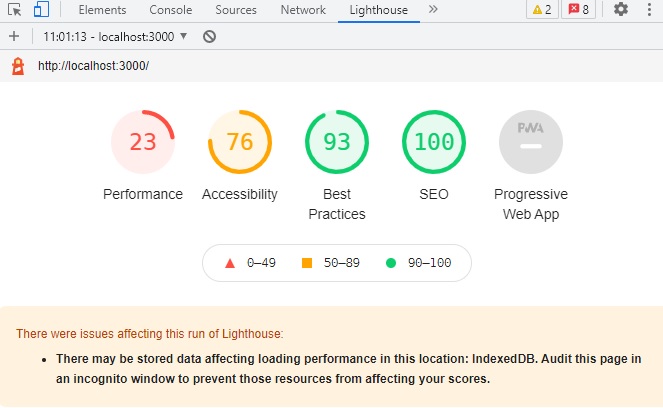 Elements Console Sources Network Lighthouse » 2 8
+ 11:01:13 - localhost:3000 ▼
http://localhost:3000/
23 76 93 100 PWA
Performance Accessibility Best Practices SEO Progressive Web App
0–49 50–89 90–100
There were issues affecting this run of Lighthouse:
• There may be stored data affecting loading performance in this location: IndexedDB. Audit this page in
an incognito window to prevent those resources from affecting your scores.